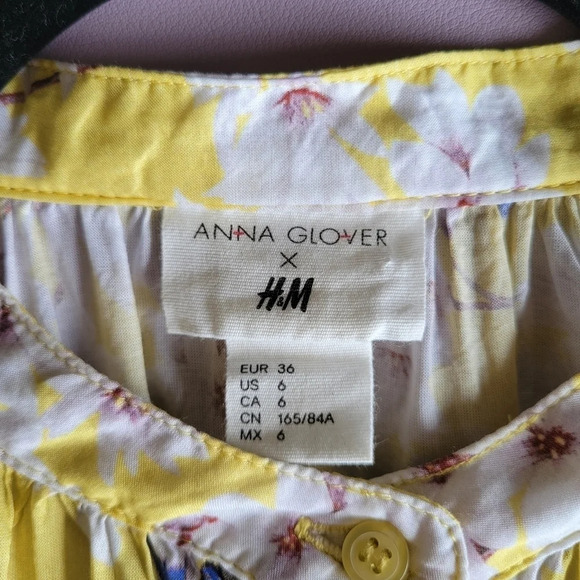 ANNA GLOVER
X
H&M
EUR 36
US 6
CA 6
CN 165/84A
MX 6